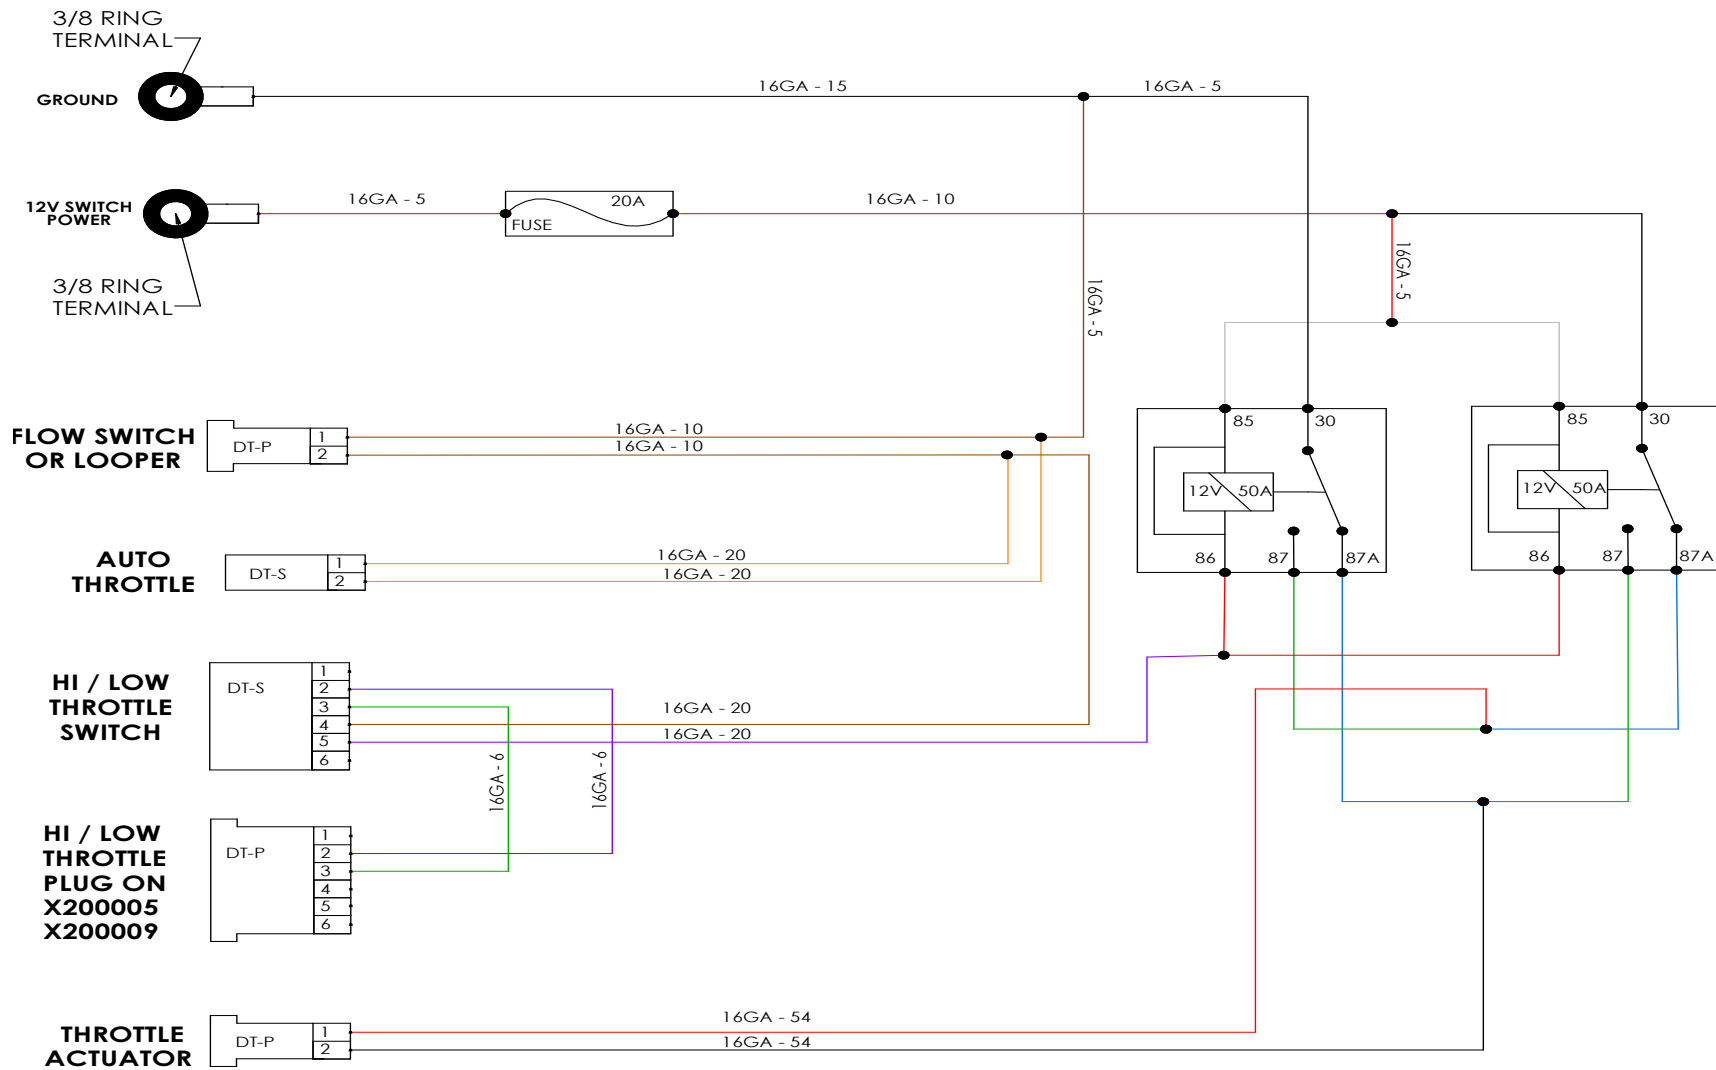 3/8 RING
TERMINAL
GROUND
16GA - 15
16GA - 5
12V SWITCH
POWER
16GA - 5
FUSE
20A
16GA - 10
16GA - 5
3/8 RING
TERMINAL
16GA - 5
FLOW SWITCH
OR LOOPER
DT-P
1
2
16GA - 10
16GA - 10
85
30
12V
50A
86
87
87A
85
30
12V
50A
86
87
87A
AUTO
THROTTLE
DT-S
1
2
16GA - 20
16GA - 20
HI / LOW
THROTTLE
SWITCH
DT-S
1
2
3
4
5
6
16GA - 20
16GA - 20
16GA - 6
16GA - 6
HI / LOW
THROTTLE
PLUG ON
X200005
X200009
DT-P
1
2
3
4
5
6
THROTTLE
ACTUATOR
DT-P
1
2
16GA - 54
16GA - 54